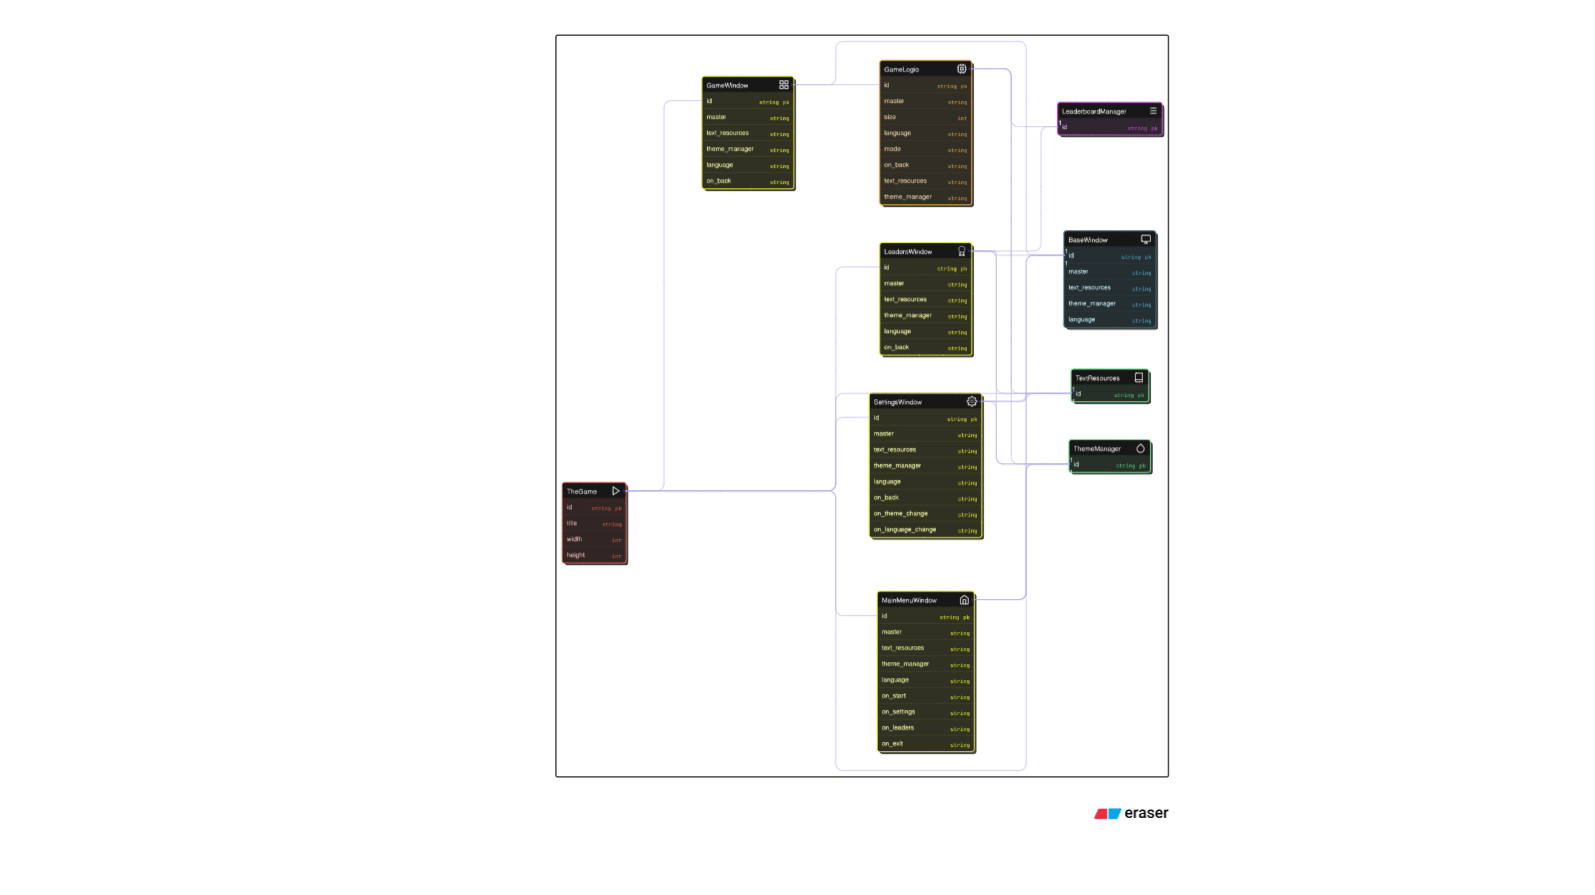 GameWindow
id string pk
master string
text_resources string
theme_manager string
language string
on_back string
GameLogic
id string pk
master string
size int
language string
mode string
on_back string
text_resources string
theme_manager string
LeaderboardManager
1
id string pk
LeadersWindow
id string pk
master string
text_resources string
theme_manager string
language string
on_back string
BaseWindow
1
id string pk
1
master string
text_resources string
theme_manager string
language string
TextResources
1
id string pk
SettingsWindow
id string pk
master string
text_resources string
theme_manager string
language string
on_back string
on_theme_change string
on_language_change string
ThemeManager
1
id string pk
TheGame
id string pk
title string
width int
height int
MainMenuWindow
id string pk
master string
text_resources string
theme_manager string
language string
on_start string
on_settings string
on_leaders string
on_exit string
eraser